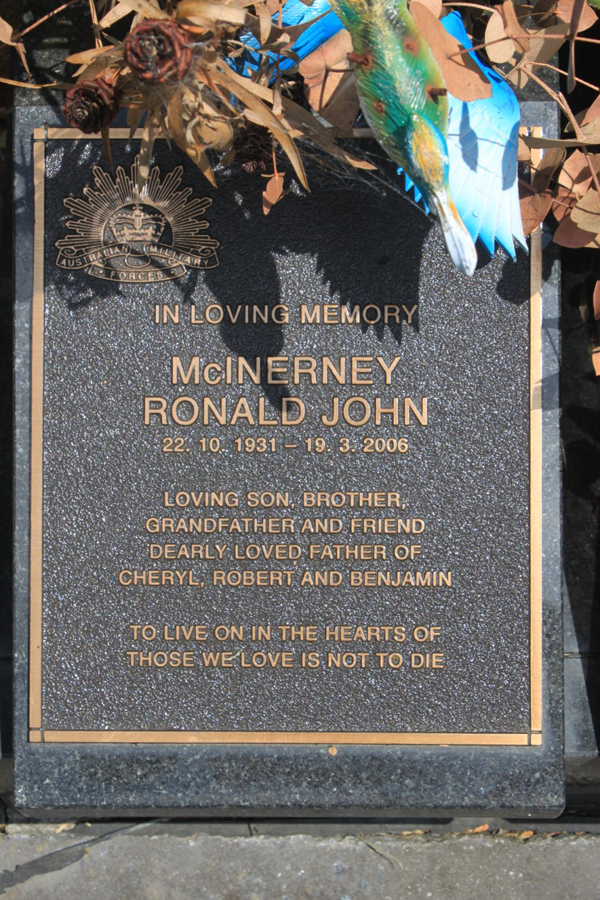 AUSTRALIAN MILITARY
FORCES
IN LOVING MEMORY
McINERNEY
RONALD JOHN
22. 10. 1931 – 19. 3. 2006
LOVING SON, BROTHER,
GRANDFATHER AND FRIEND
DEARLY LOVED FATHER OF
CHERYL, ROBERT AND BENJAMIN
TO LIVE ON IN THE HEARTS OF
THOSE WE LOVE IS NOT TO DIE